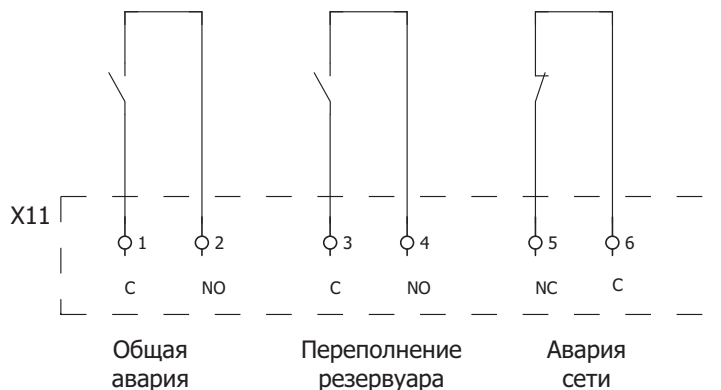 X11
1 2 3 4 5 6
C NO C NO NC C
Общая Переполнение Авария
авария резервуара сети